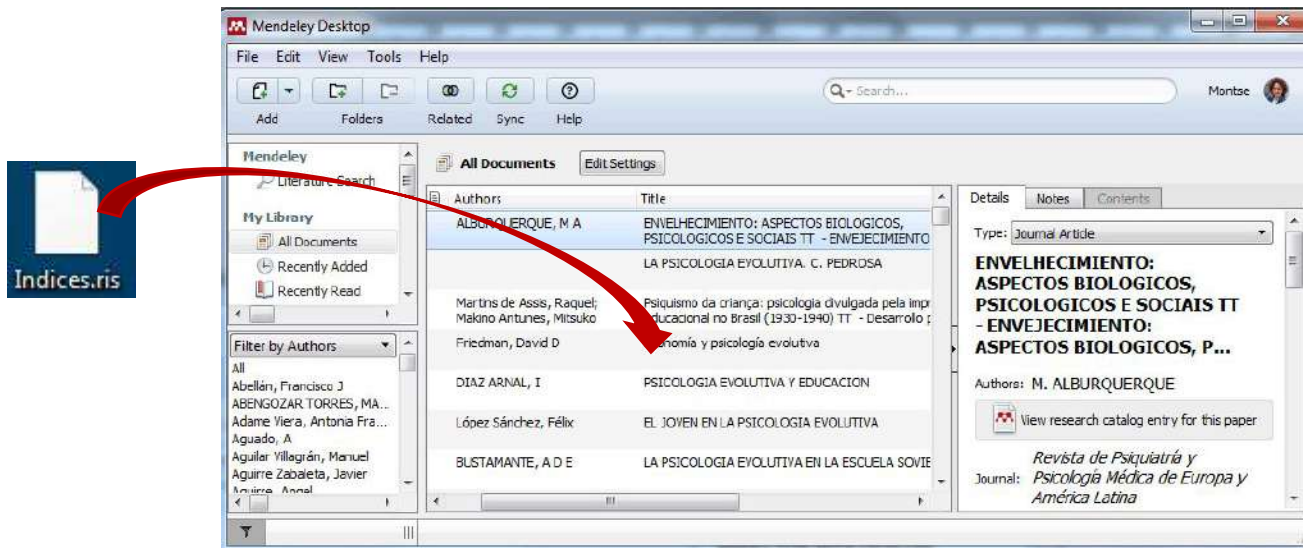 Mendeley Desktop
File Edit View Tools Help
Search...
Montse
Add Folders Related Sync Help
Indices.ris
Mendeley
Literature Search
My Library
All Documents
Recently Added
Recently Read
Filter by Authors
All
Abellán, Francisco J
ABENGOZAR TORRES, MA...
Adame Viera, Antonia Fra...
Aguado, A
Aguilar Villagrán, Manuel
Aguirre Zabaleta, Javier
Aguirre, Angel
All Documents Edit Settings
Authors Title
ALBURQUERQUE, M A ENVELHECIMIENTO: ASPECTOS BIOLOGICOS,
PSICOLOGICOS E SOCIAIS TT - ENVEJECIMIENTO
LA PSICOLOGIA EVOLUTIVA. C. PEDROSA
Martins de Assis, Raquel; Psiquismo da criança: psicologia divulgada pela impr
Makino Antunes, Mitsuko educacional no Brasil (1930-1940) TT - Desarrollo p
Friedman, David D y psicología evolutiva
DIAZ ARNAL, I PSICOLOGIA EVOLUTIVA Y EDUCACION
López Sánchez, Félix EL JOVEN EN LA PSICOLOGIA EVOLUTIVA
BUSTAMANTE, A D E LA PSICOLOGIA EVOLUTIVA EN LA ESCUELA SOVIE
Details Notes Contents
Type: Journal Article
ENVELHECIMIENTO:
ASPECTOS BIOLOGICOS,
PSICOLOGICOS E SOCIAIS TT
- ENVEJECIMIENTO:
ASPECTOS BIOLOGICOS, P...
Authors: M. ALBURQUERQUE
View research catalog entry for this paper
Revista de Psiquiatría y
Journal: Psicología Médica de Europa y
América Latina